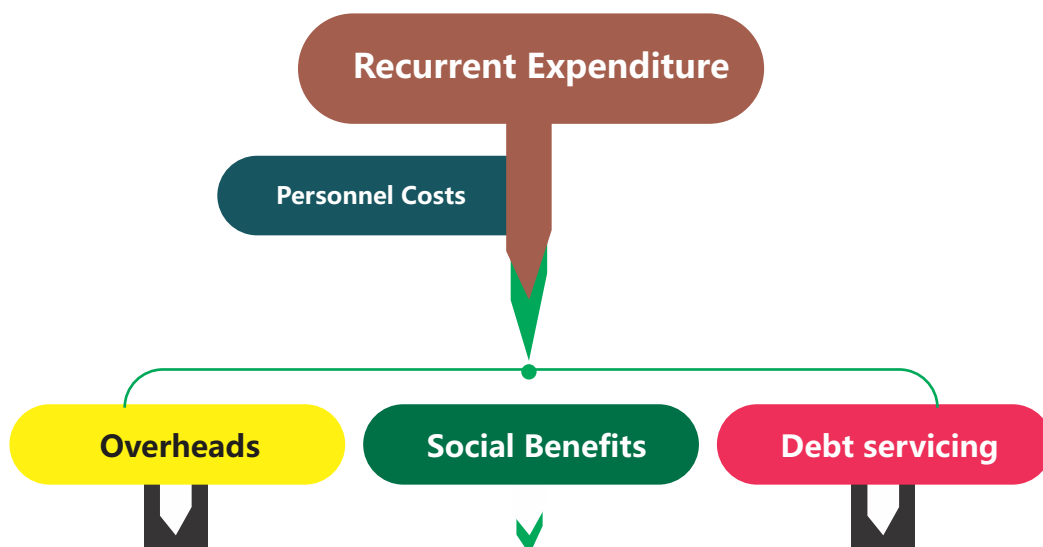 Recurrent Expenditure
Personnel Costs
Overheads
Social Benefits
Debt servicing